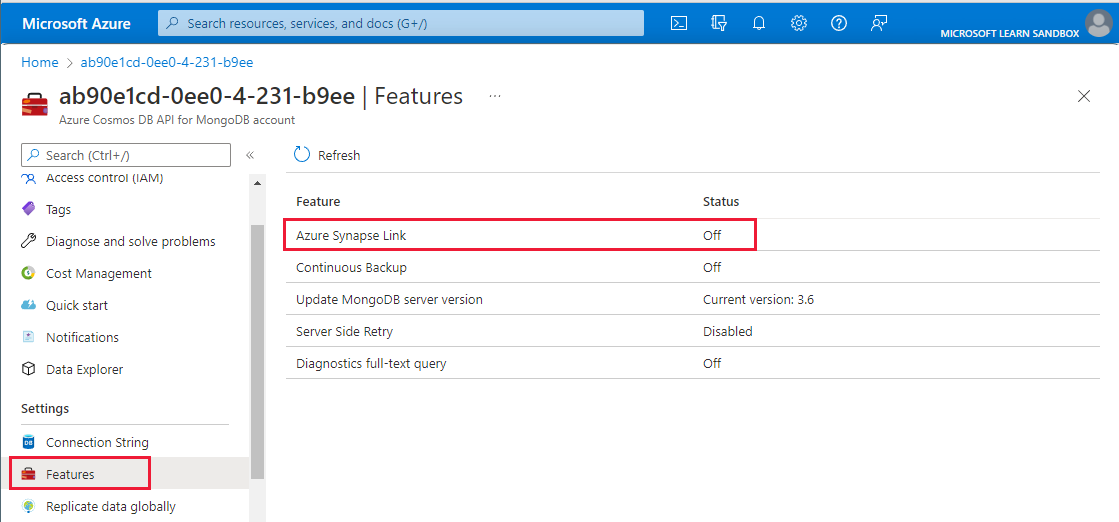 Microsoft Azure
Search resources, services, and docs (G+/)
MICROSOFT LEARN SANDBOX
Home > ab90e1cd-0ee0-4-231-b9ee
ab90e1cd-0ee0-4-231-b9ee | Features ...
Azure Cosmos DB API for MongoDB account
Search (Ctrl+/)
«
Access control (IAM)
Tags
Diagnose and solve problems
Cost Management
Quick start
Notifications
Data Explorer
Settings
DB Connection String
Features
Replicate data globally
Refresh
Feature Status
Azure Synapse Link Off
Continuous Backup Off
Update MongoDB server version Current version: 3.6
Server Side Retry Disabled
Diagnostics full-text query Off